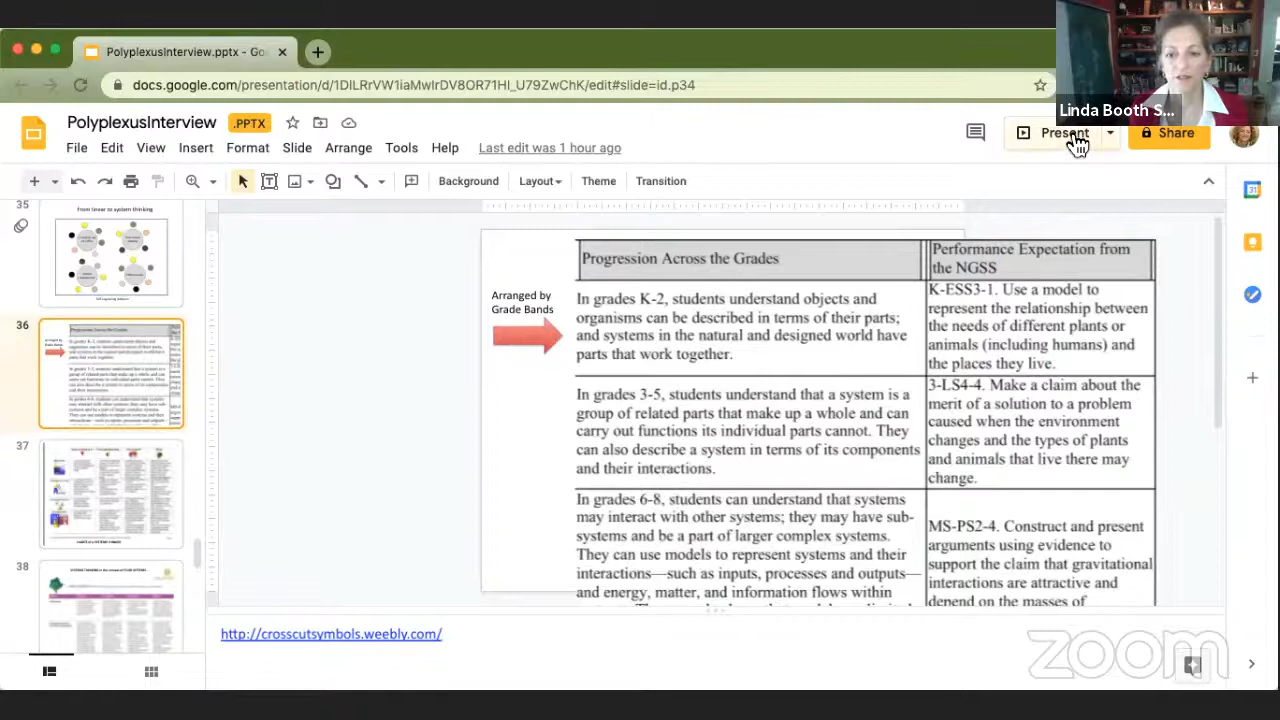 PolyplexusInterview.pptx - Go
docs.google.com/presentation/d/1DlLRrVW1iaMwIrDV8OR71HI_U79ZwChK/edit#slide=id.p34
Linda Booth S...
PolyplexusInterview .PPTX
Present
Share
File Edit View Insert Format Slide Arrange Tools Help Last edit was 1 hour ago
Background Layout Theme Transition
31
35
From linear to system thinking
36
37
38
Arranged by
Grade Bands
Progression Across the Grades
Performance Expectation from
the NGSS
In grades K-2, students understand objects and
organisms can be described in terms of their parts;
and systems in the natural and designed world have
parts that work together.
K-ESS3-1. Use a model to
represent the relationship between
the needs of different plants or
animals (including humans) and
the places they live.
In grades 3-5, students understand that a system is a
group of related parts that make up a whole and can
carry out functions its individual parts cannot. They
can also describe a system in terms of its components
and their interactions.
3-LS4-4. Make a claim about the
merit of a solution to a problem
caused when the environment
changes and the types of plants
and animals that live there may
change.
In grades 6-8, students can understand that systems
may interact with other systems; they may have sub-
systems and be a part of larger complex systems.
They can use models to represent systems and their
interactions—such as inputs, processes and outputs—
and energy, matter, and information flows within
MS-PS2-4. Construct and present
arguments using evidence to
support the claim that gravitational
interactions are attractive and
depend on the masses of
http://crosscutsymbols.weebly.com/
zoom